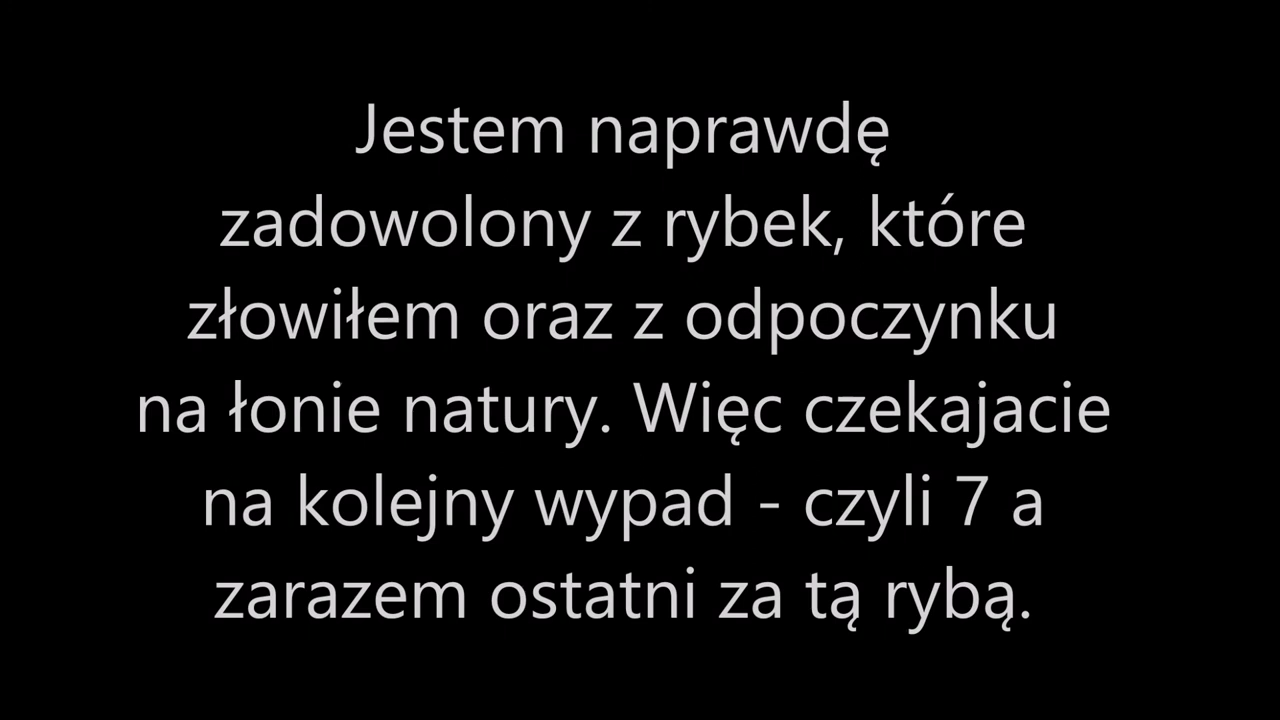 Jestem naprawdę
zadowolony z rybek, które
złowiłem oraz z odpoczynku
na łonie natury. Więc czekajacie
na kolejny wypad - czyli 7 a
zarazem ostatni za tą rybą.